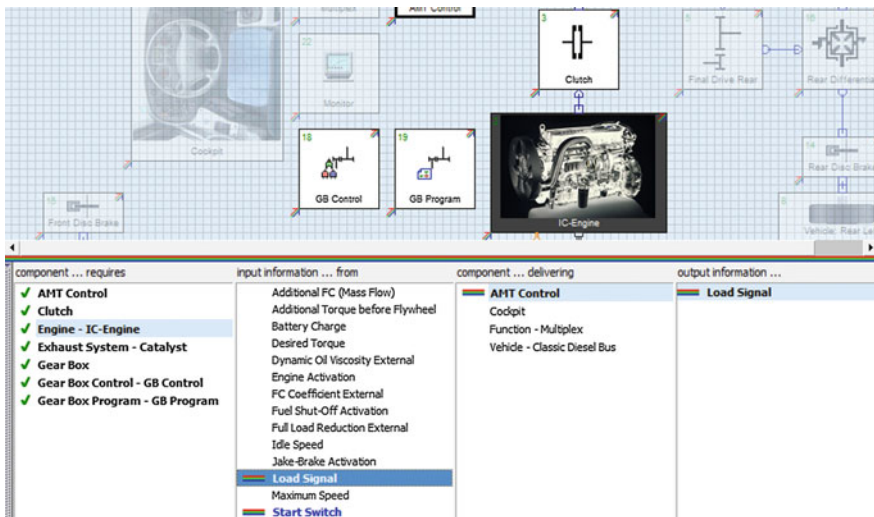 Multiplex
AMT Control
22
Monitor
3
Clutch
5
Final Drive Rear
16
Rear Differentia
Cockpit
18
GB Control
19
GB Program
IC-Engine
14
Rear Disc Brake
15
Front Disc Brake
Vehicle: Rear Le
component ... requires
AMT Control
Clutch
Engine - IC-Engine
Exhaust System - Catalyst
Gear Box
Gear Box Control - GB Control
Gear Box Program - GB Program
input information ... from
Additional FC (Mass Flow)
Additional Torque before Flywheel
Battery Charge
Desired Torque
Dynamic Oil Viscosity External
Engine Activation
FC Coefficient External
Fuel Shut-Off Activation
Full Load Reduction External
Idle Speed
Jake-Brake Activation
Load Signal
Maximum Speed
Start Switch
component ... delivering
AMT Control
Cockpit
Function - Multiplex
Vehicle - Classic Diesel Bus
output information ...
Load Signal